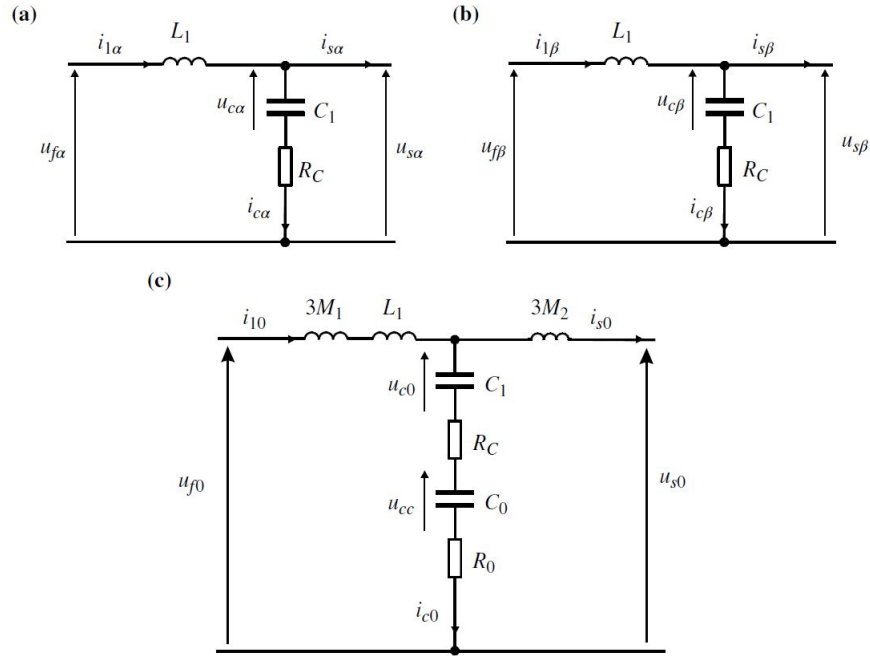 (a)
i1α L1 isα
ucα C1
ufα usα
RC
icα
(b)
i1β L1 isβ
ucβ C1
ufβ usβ
RC
icβ
(c)
i10 3M1 L1 3M2 is0
uc0 C1
RC
uf0 us0
ucc C0
R0
ic0